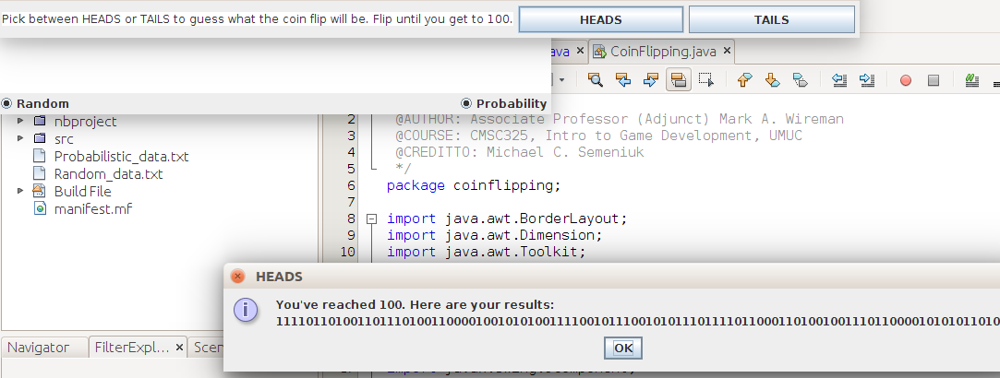 Pick between HEADS or TAILS to guess what the coin flip will be. Flip until you get to 100. HEADS TAILS
ava CoinFlipping.java
Random Probability
nbproject
src
Probabilistic_data.txt
Random_data.txt
Build File
manifest.mf
2 @AUTHOR: Associate Professor (Adjunct) Mark A. Wireman
3 @COURSE: CMSC325, Intro to Game Development, UMUC
4 @CREDITTO: Michael C. Semeniuk
5 */
6 package coinflipping;
7
8 import java.awt.BorderLayout;
9 import java.awt.Dimension;
10 import java.awt.Toolkit;
HEADS
You've reached 100. Here are your results:
OK
Navigator FilterExpl... Scen